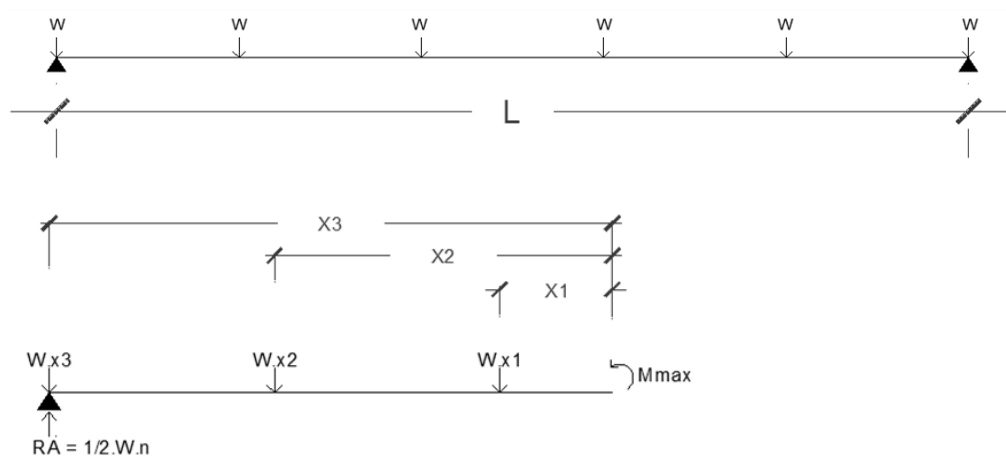 w w w w w w
L
X3
X2
X1
W.x3 W.x2 W.x1
Mmax
RA = 1/2.W.n